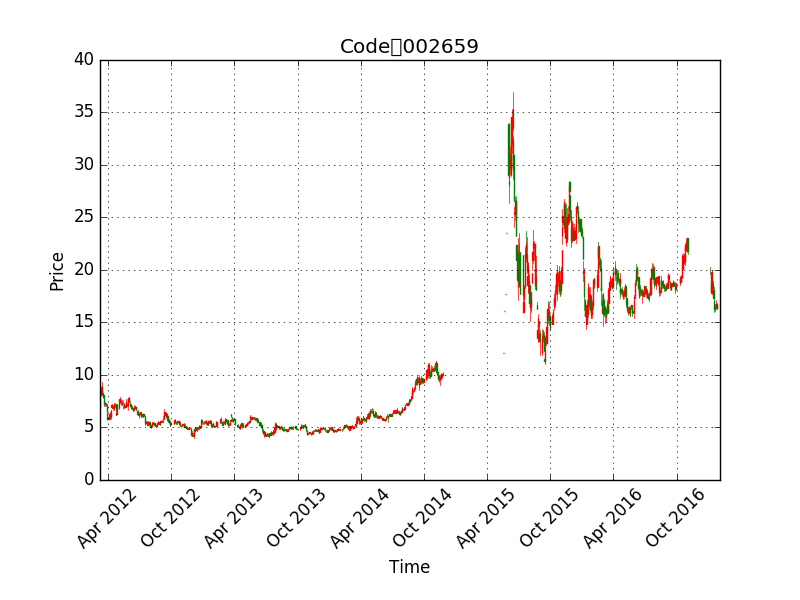 Code▯002659
40
35
30
25
20
15
10
5
0
Price
Apr 2012
Oct 2012
Apr 2013
Oct 2013
Apr 2014
Oct 2014
Apr 2015
Oct 2015
Apr 2016
Oct 2016
Time